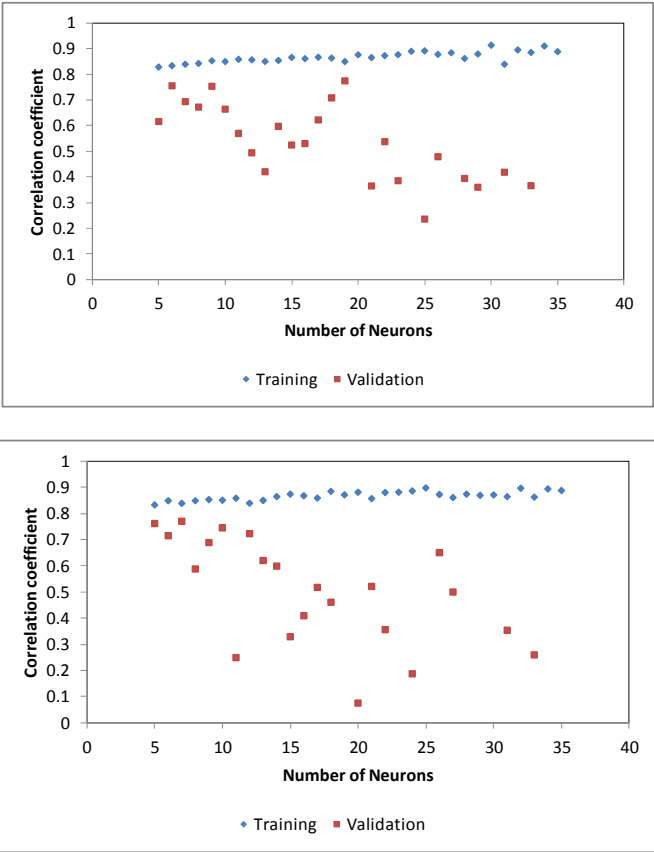 1
0.9
0.8
0.7
0.6
0.5
0.4
0.3
0.2
0.1
0
Correlation coefficient
0 5 10 15 20 25 30 35 40
Number of Neurons
Training Validation
1
0.9
0.8
0.7
0.6
0.5
0.4
0.3
0.2
0.1
0
Correlation coefficient
0 5 10 15 20 25 30 35 40
Number of Neurons
Training Validation